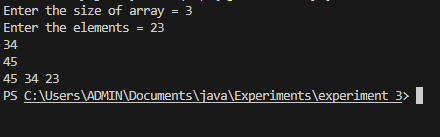 Enter the size of array = 3
Enter the elements = 23
34
45
45 34 23
PS C:\Users\ADMIN\Documents\java\Experiments\experiment 3>